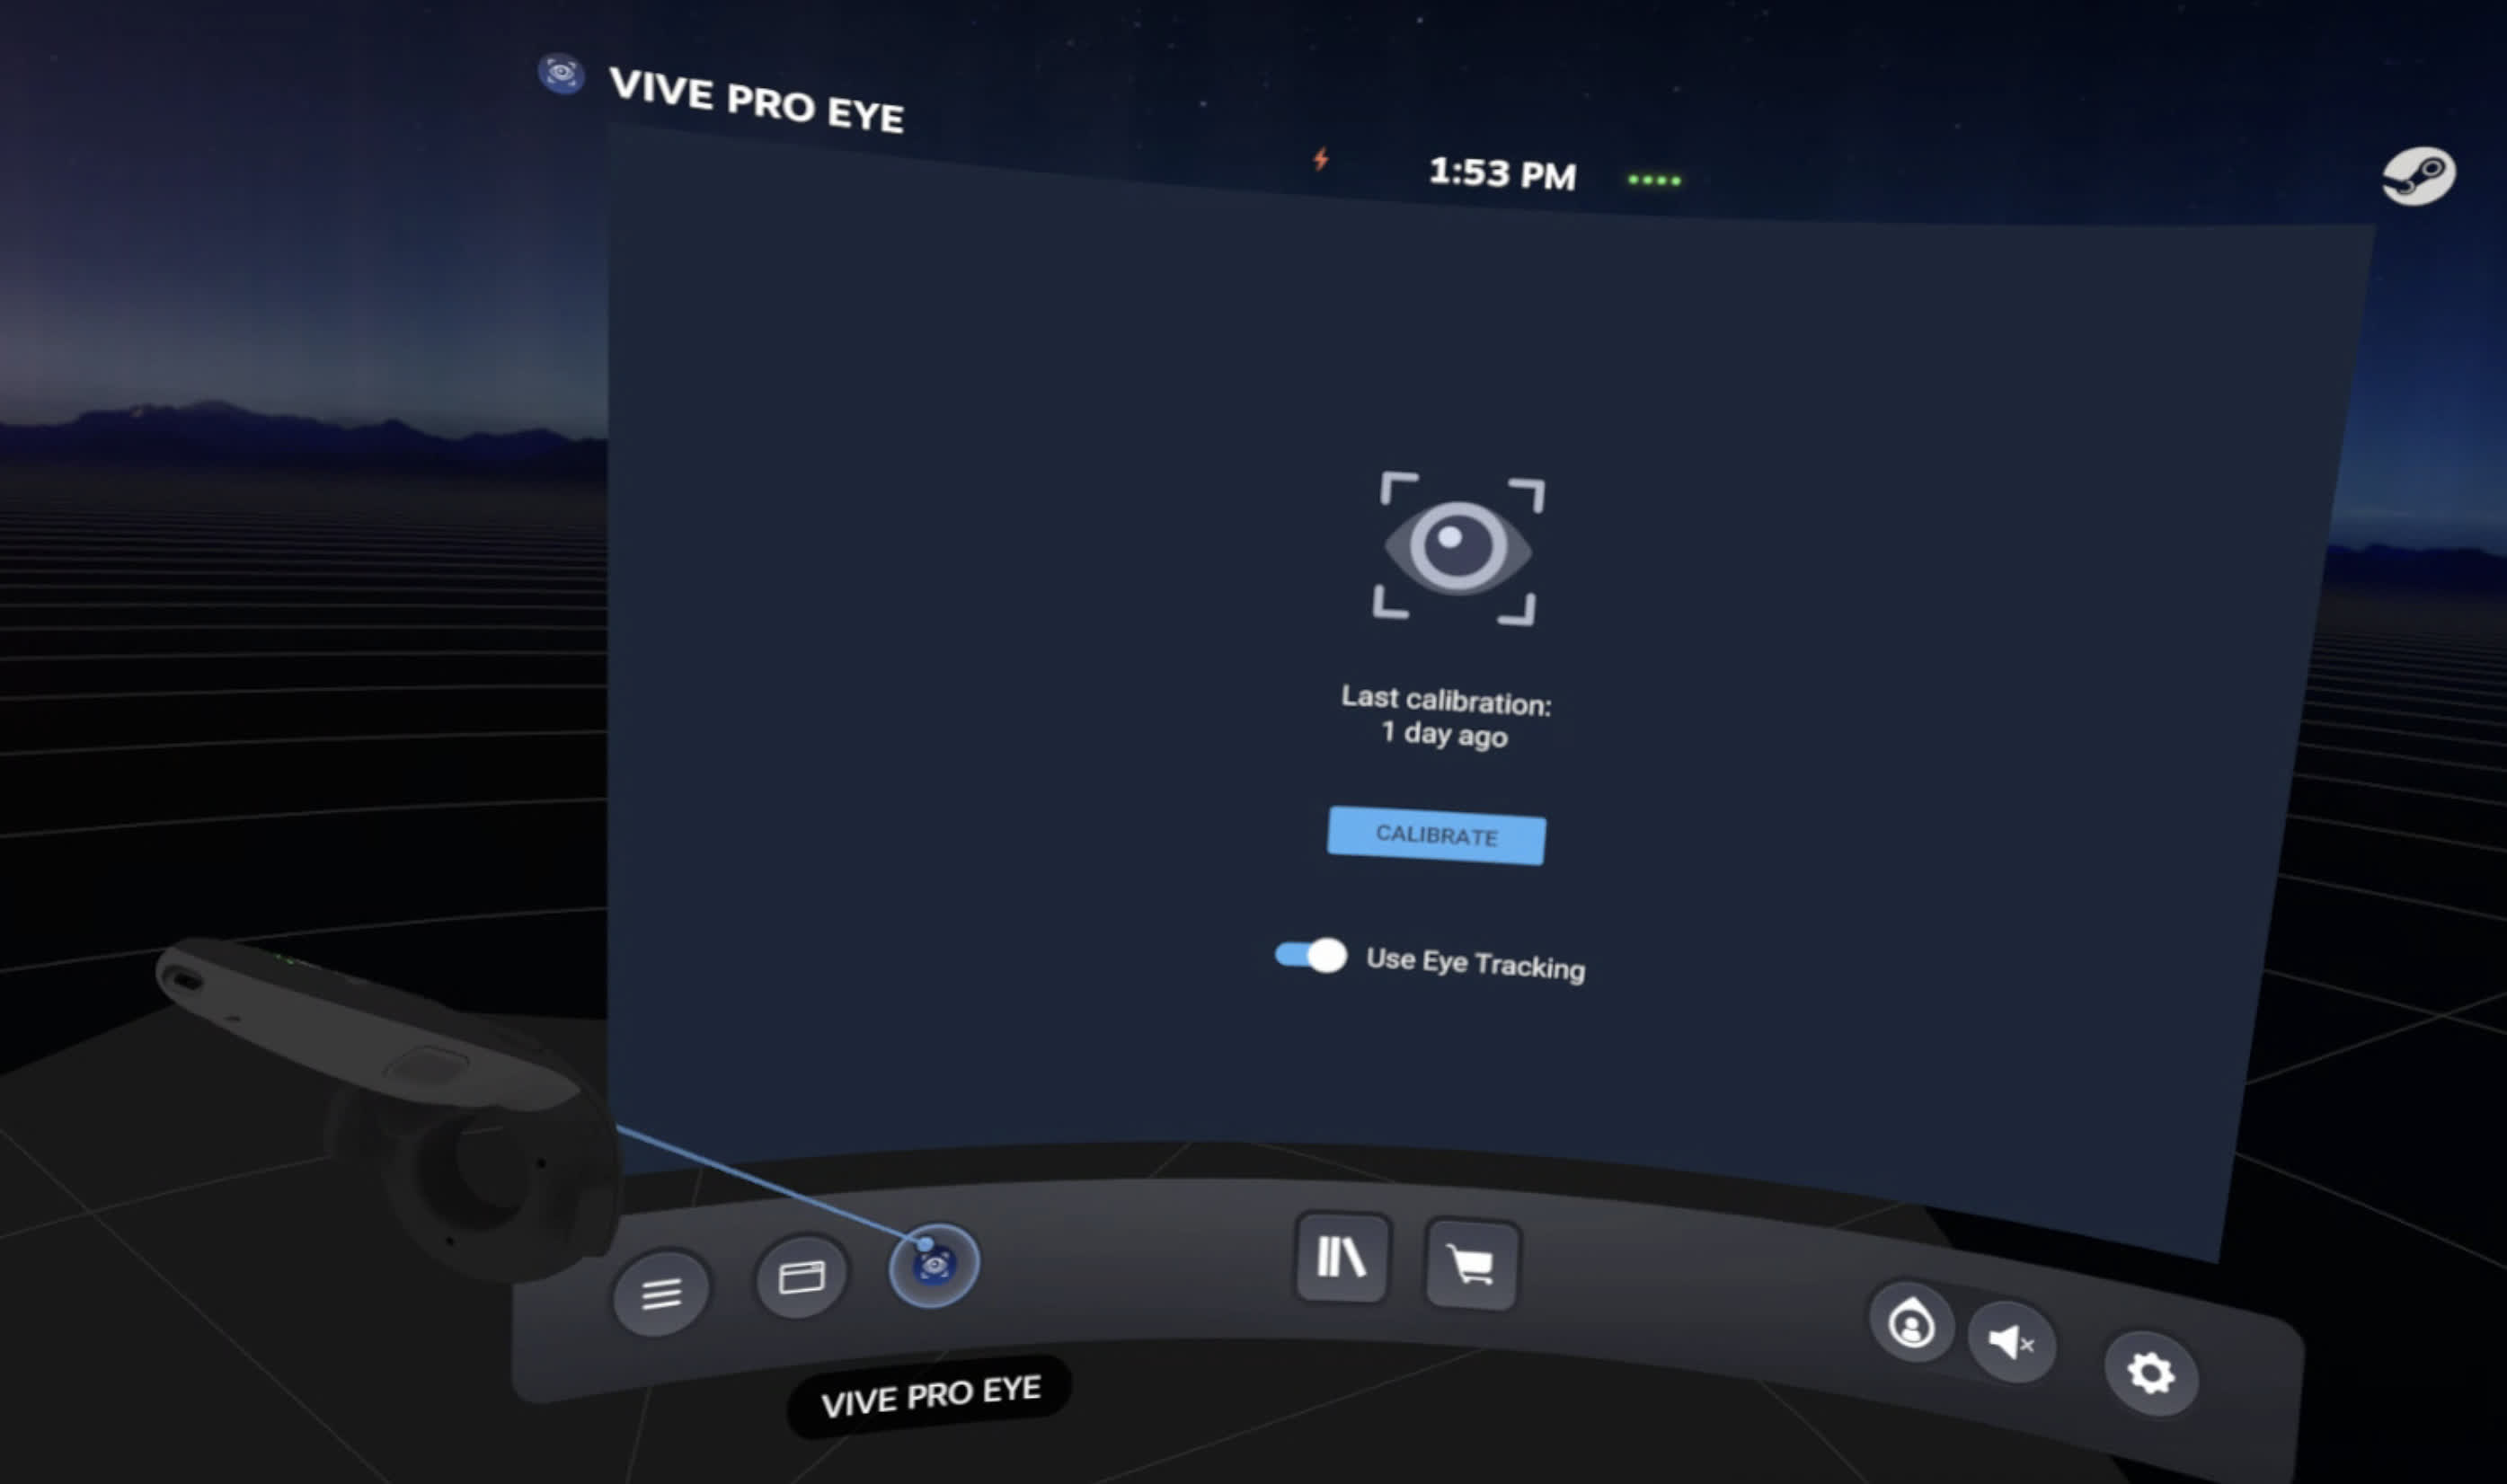 VIVE PRO EYE
1:53 PM
Last calibration:
1 day ago
CALIBRATE
Use Eye Tracking
VIVE PRO EYE